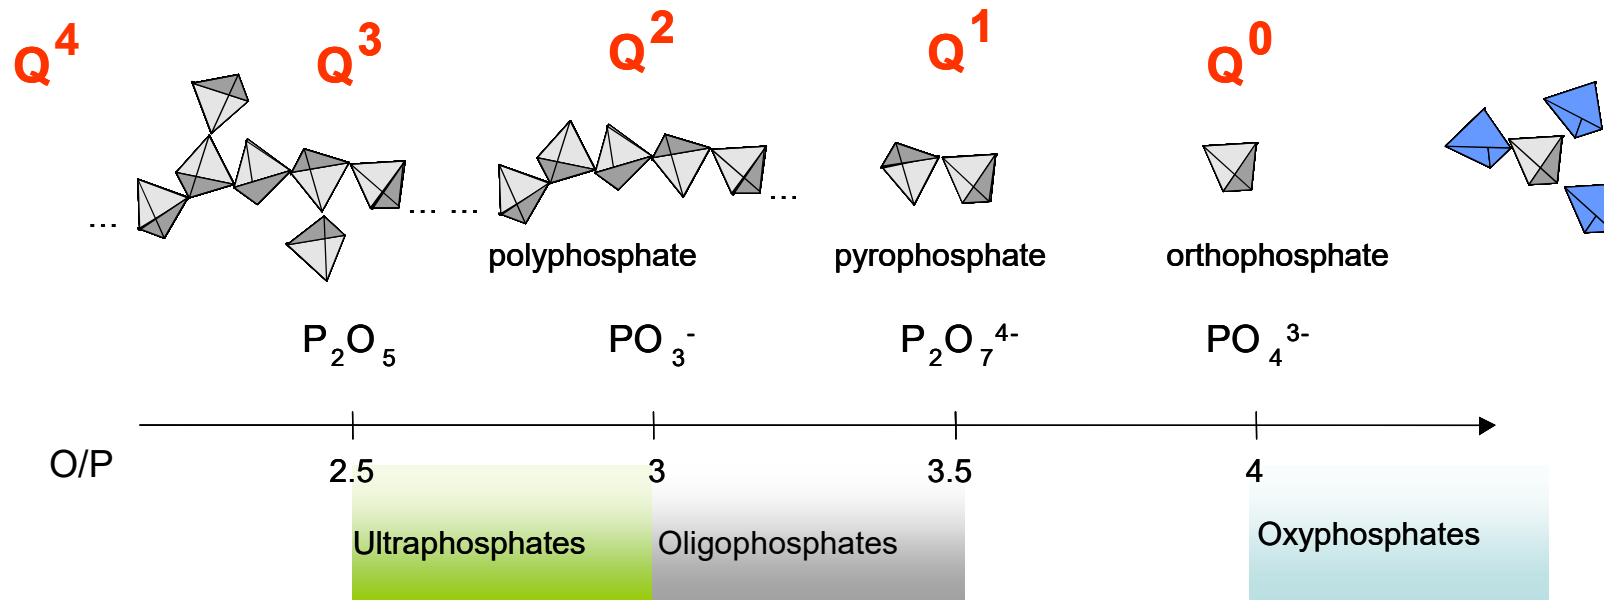 Q⁴ Q³ Q² Q¹ Q⁰
... ... ... ...
polyphosphate pyrophosphate orthophosphate
P₂O₅ PO₃⁻ P₂O₇⁴⁻ PO₄³⁻
O/P 2.5 3 3.5 4
Ultraphosphates Oligophosphates Oxyphosphates